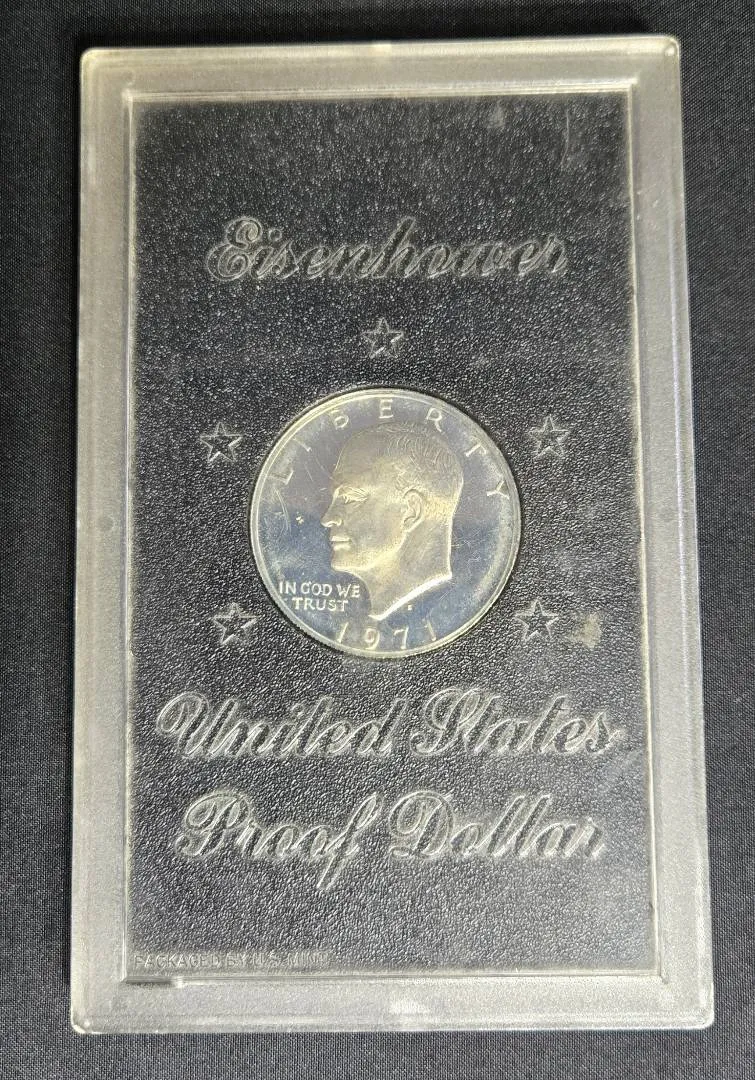 Eisenhower
LIBERTY
IN GOD WE
TRUST
S
1971
United States
Proof Dollar
PACKAGED BY U.S. MINT